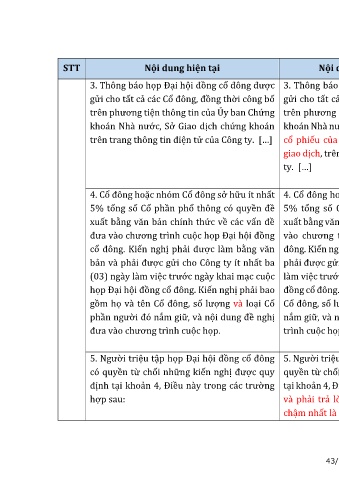 STT Nội dung hiện tại Nội d
3. Thông báo họp Đại hội đồng cổ đông được
gửi cho tất cả các Cổ đông, đồng thời công bố
trên phương tiện thông tin của Ủy ban Chứng
khoán Nhà nước, Sở Giao dịch chứng khoán
trên trang thông tin điện tử của Công ty. […]
3. Thông báo
gửi cho tất cả
trên phương
khoán Nhà nư
cổ phiếu của
giao dịch, trên
ty. […]
4. Cổ đông hoặc nhóm Cổ đông sở hữu ít nhất
5% tổng số Cổ phần phổ thông có quyền đề
xuất bằng văn bản chính thức về các vấn đề
đưa vào chương trình cuộc họp Đại hội đồng
cổ đông. Kiến nghị phải được làm bằng văn
bản và phải được gửi cho Công ty ít nhất ba
(03) ngày làm việc trước ngày khai mạc cuộc
họp Đại hội đồng cổ đông. Kiến nghị phải bao
gồm họ và tên Cổ đông, số lượng và loại Cổ
phần người đó nắm giữ, và nội dung đề nghị
đưa vào chương trình cuộc họp.
4. Cổ đông ho
5% tổng số C
xuất bằng văn
vào chương t
đông. Kiến ng
phải được gử
làm việc trướ
đồng cổ đông.
Cổ đông, số lư
nắm giữ, và n
trình cuộc họp
5. Người triệu tập họp Đại hội đồng cổ đông
có quyền từ chối những kiến nghị được quy
định tại khoản 4, Điều này trong các trường
hợp sau:
5. Người triệu
quyền từ chối
tại khoản 4, Đ
và phải trả lờ
chậm nhất là
43/